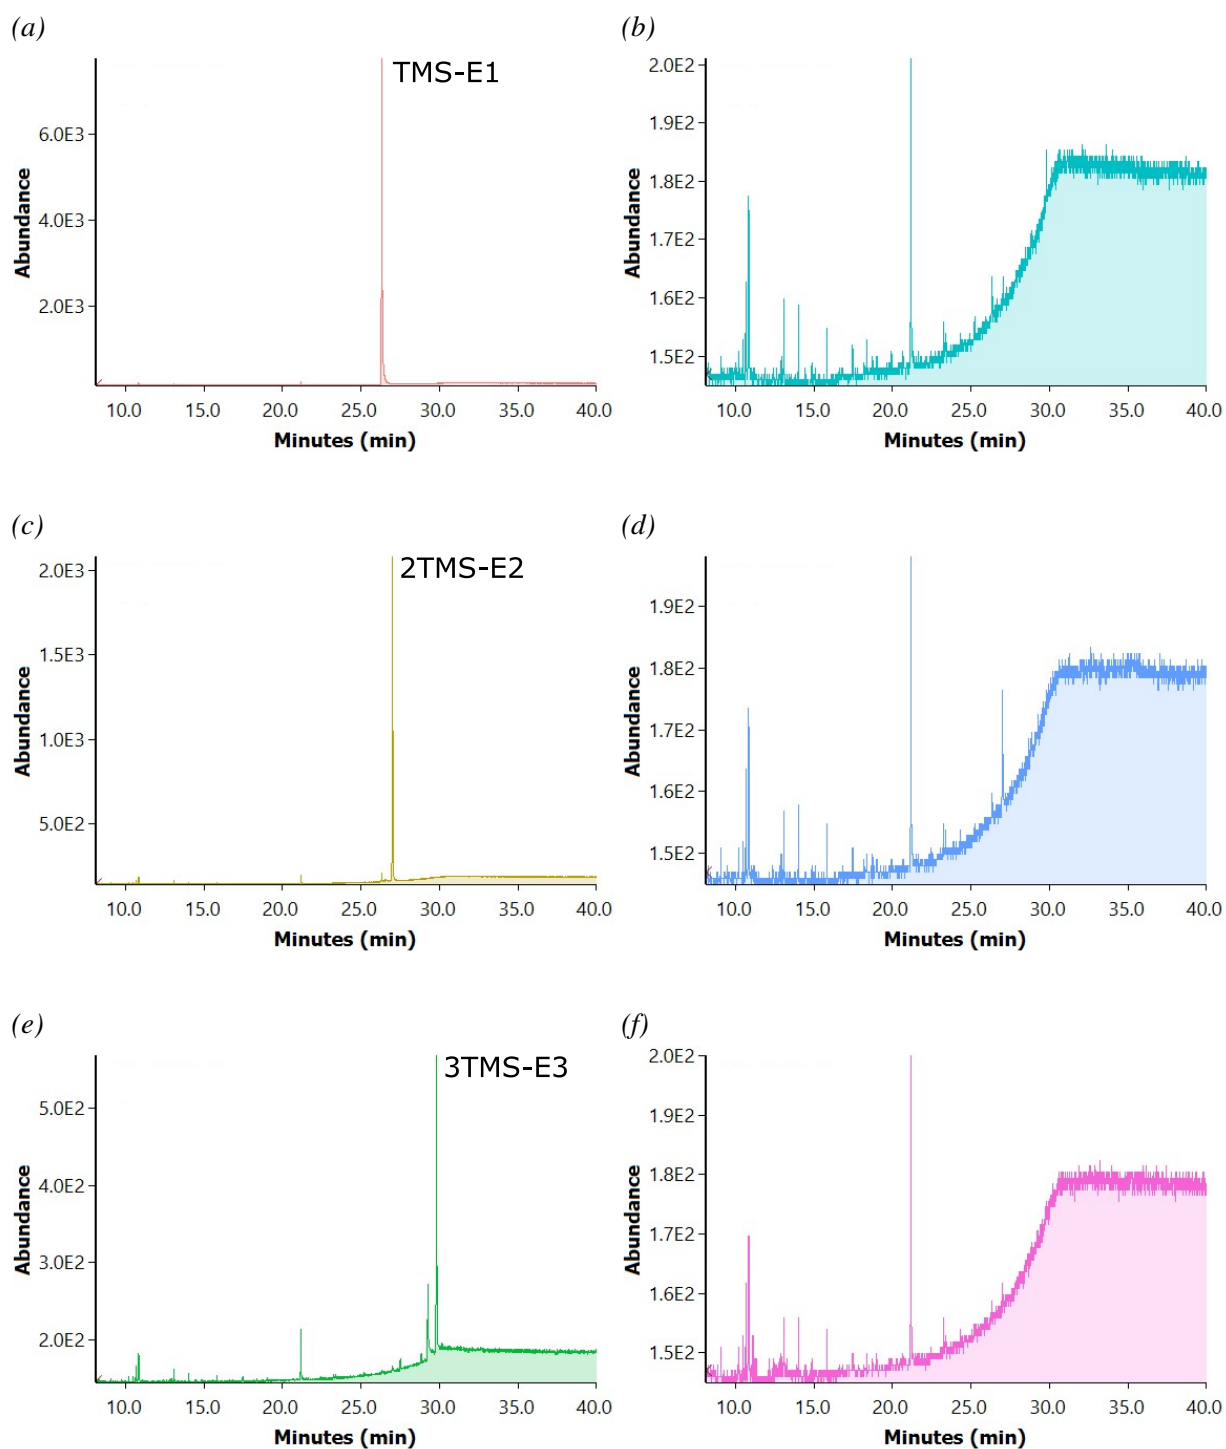 (a)
TMS-E1
6.0E3
4.0E3
2.0E3
Abundance
10.0 15.0 20.0 25.0 30.0 35.0 40.0
Minutes (min)
(b)
2.0E2
1.9E2
1.8E2
1.7E2
1.6E2
1.5E2
Abundance
10.0 15.0 20.0 25.0 30.0 35.0 40.0
Minutes (min)
(c)
2TMS-E2
2.0E3
1.5E3
1.0E3
5.0E2
Abundance
10.0 15.0 20.0 25.0 30.0 35.0 40.0
Minutes (min)
(d)
1.9E2
1.8E2
1.7E2
1.6E2
1.5E2
Abundance
10.0 15.0 20.0 25.0 30.0 35.0 40.0
Minutes (min)
(e)
3TMS-E3
5.0E2
4.0E2
3.0E2
2.0E2
Abundance
10.0 15.0 20.0 25.0 30.0 35.0 40.0
Minutes (min)
(f)
2.0E2
1.9E2
1.8E2
1.7E2
1.6E2
1.5E2
Abundance
10.0 15.0 20.0 25.0 30.0 35.0 40.0
Minutes (min)